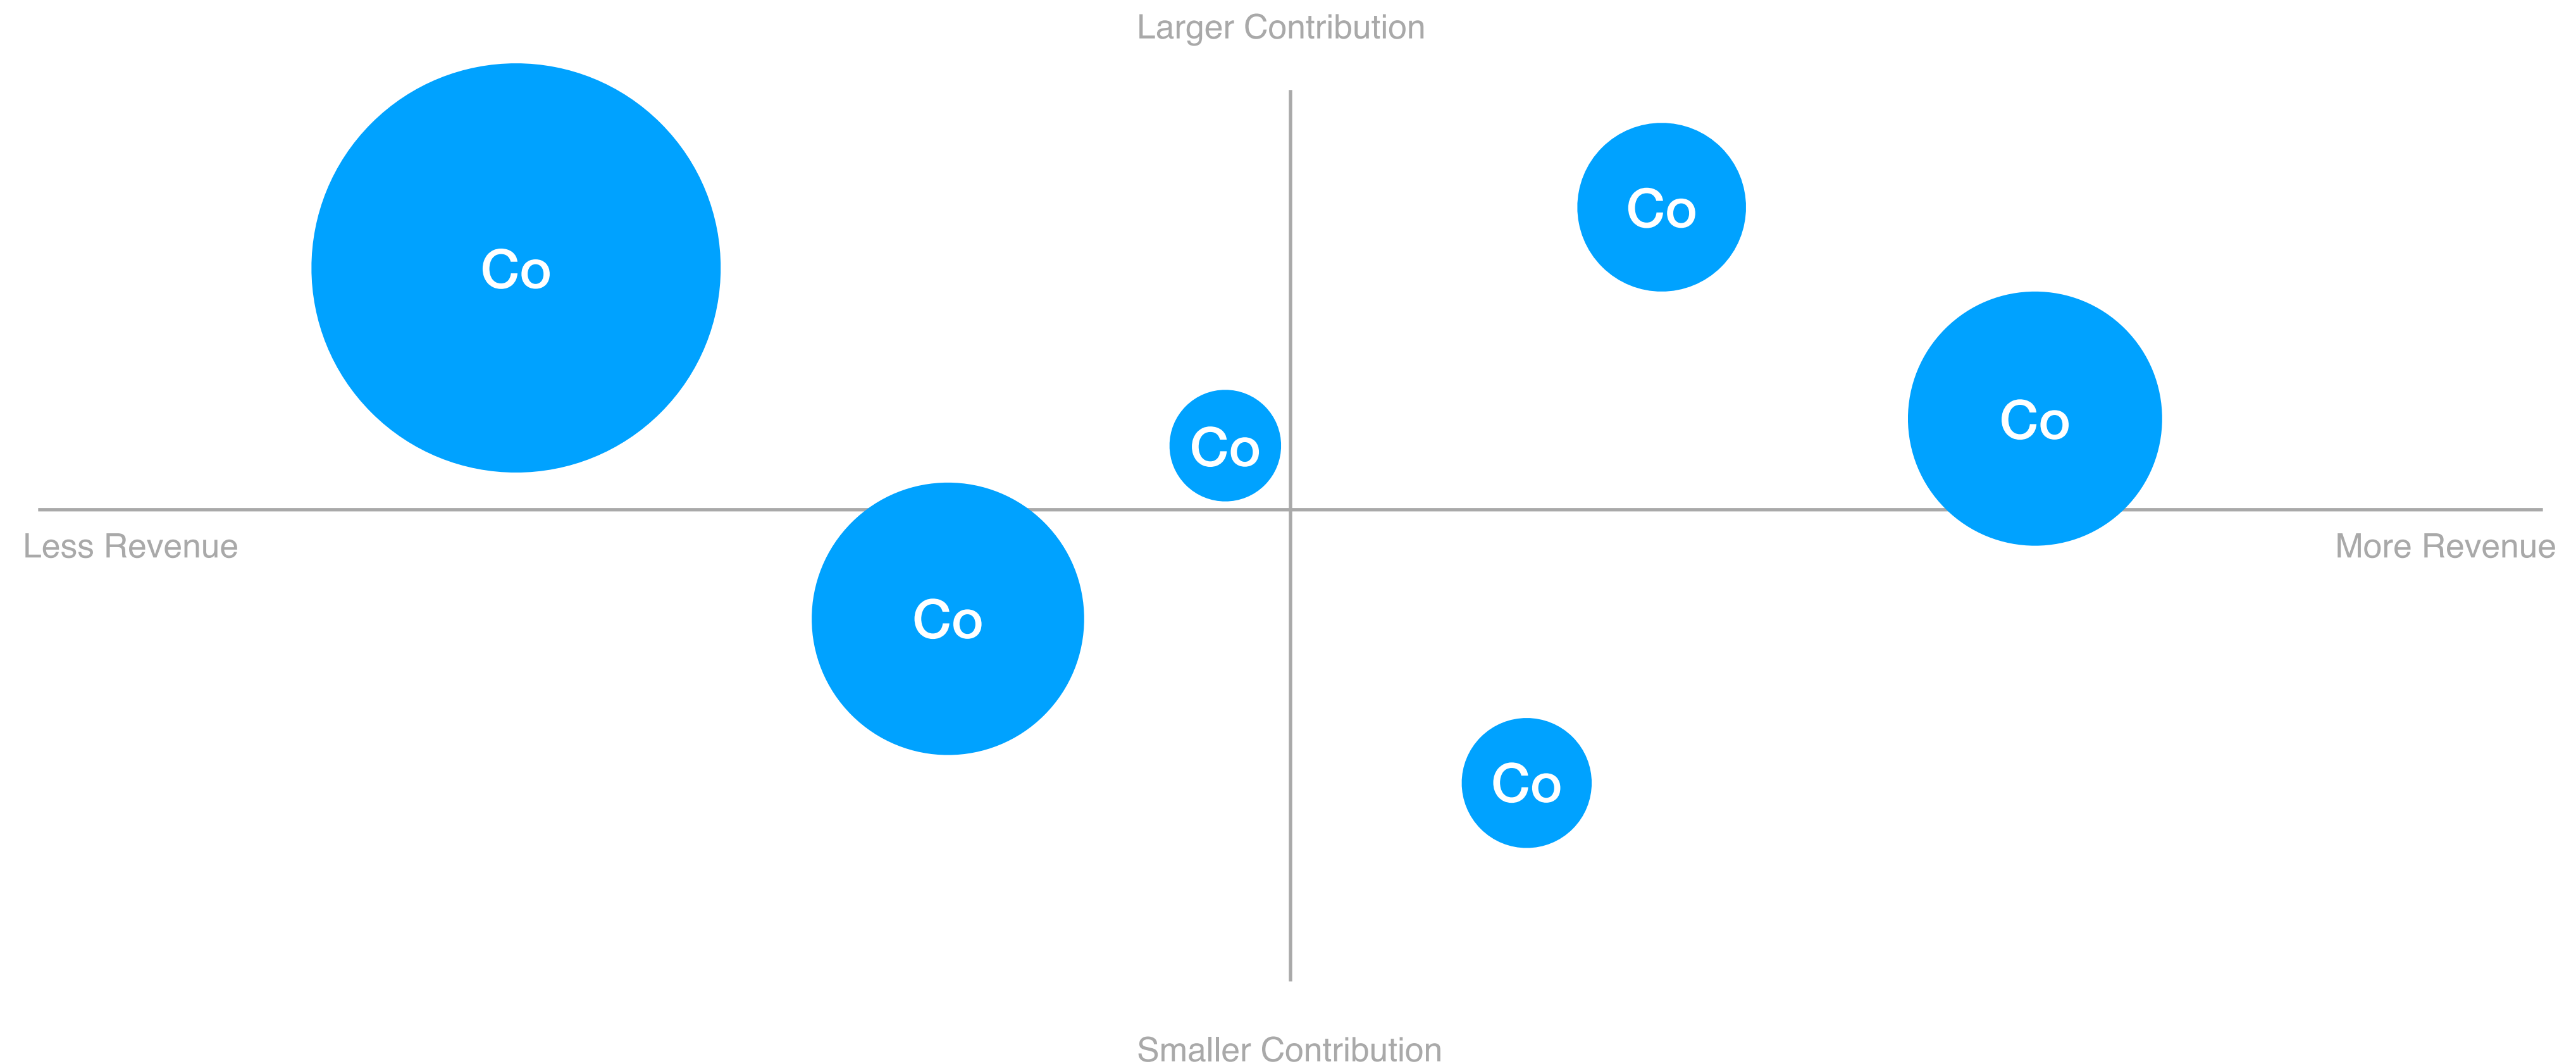 Larger Contribution
Co
Co
Co
Co
Less Revenue
More Revenue
Co
Co
Smaller Contribution